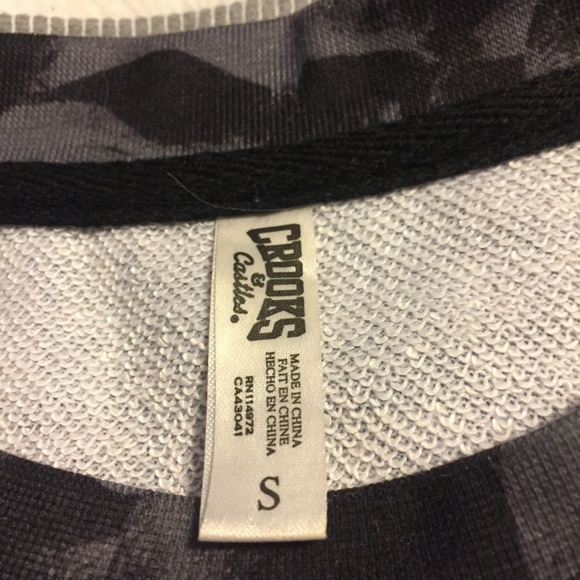 CROOKS
&
Castles.
MADE IN CHINA
FAIT EN CHINE
HECHO EN CHINA
RN114972
CA43041
S